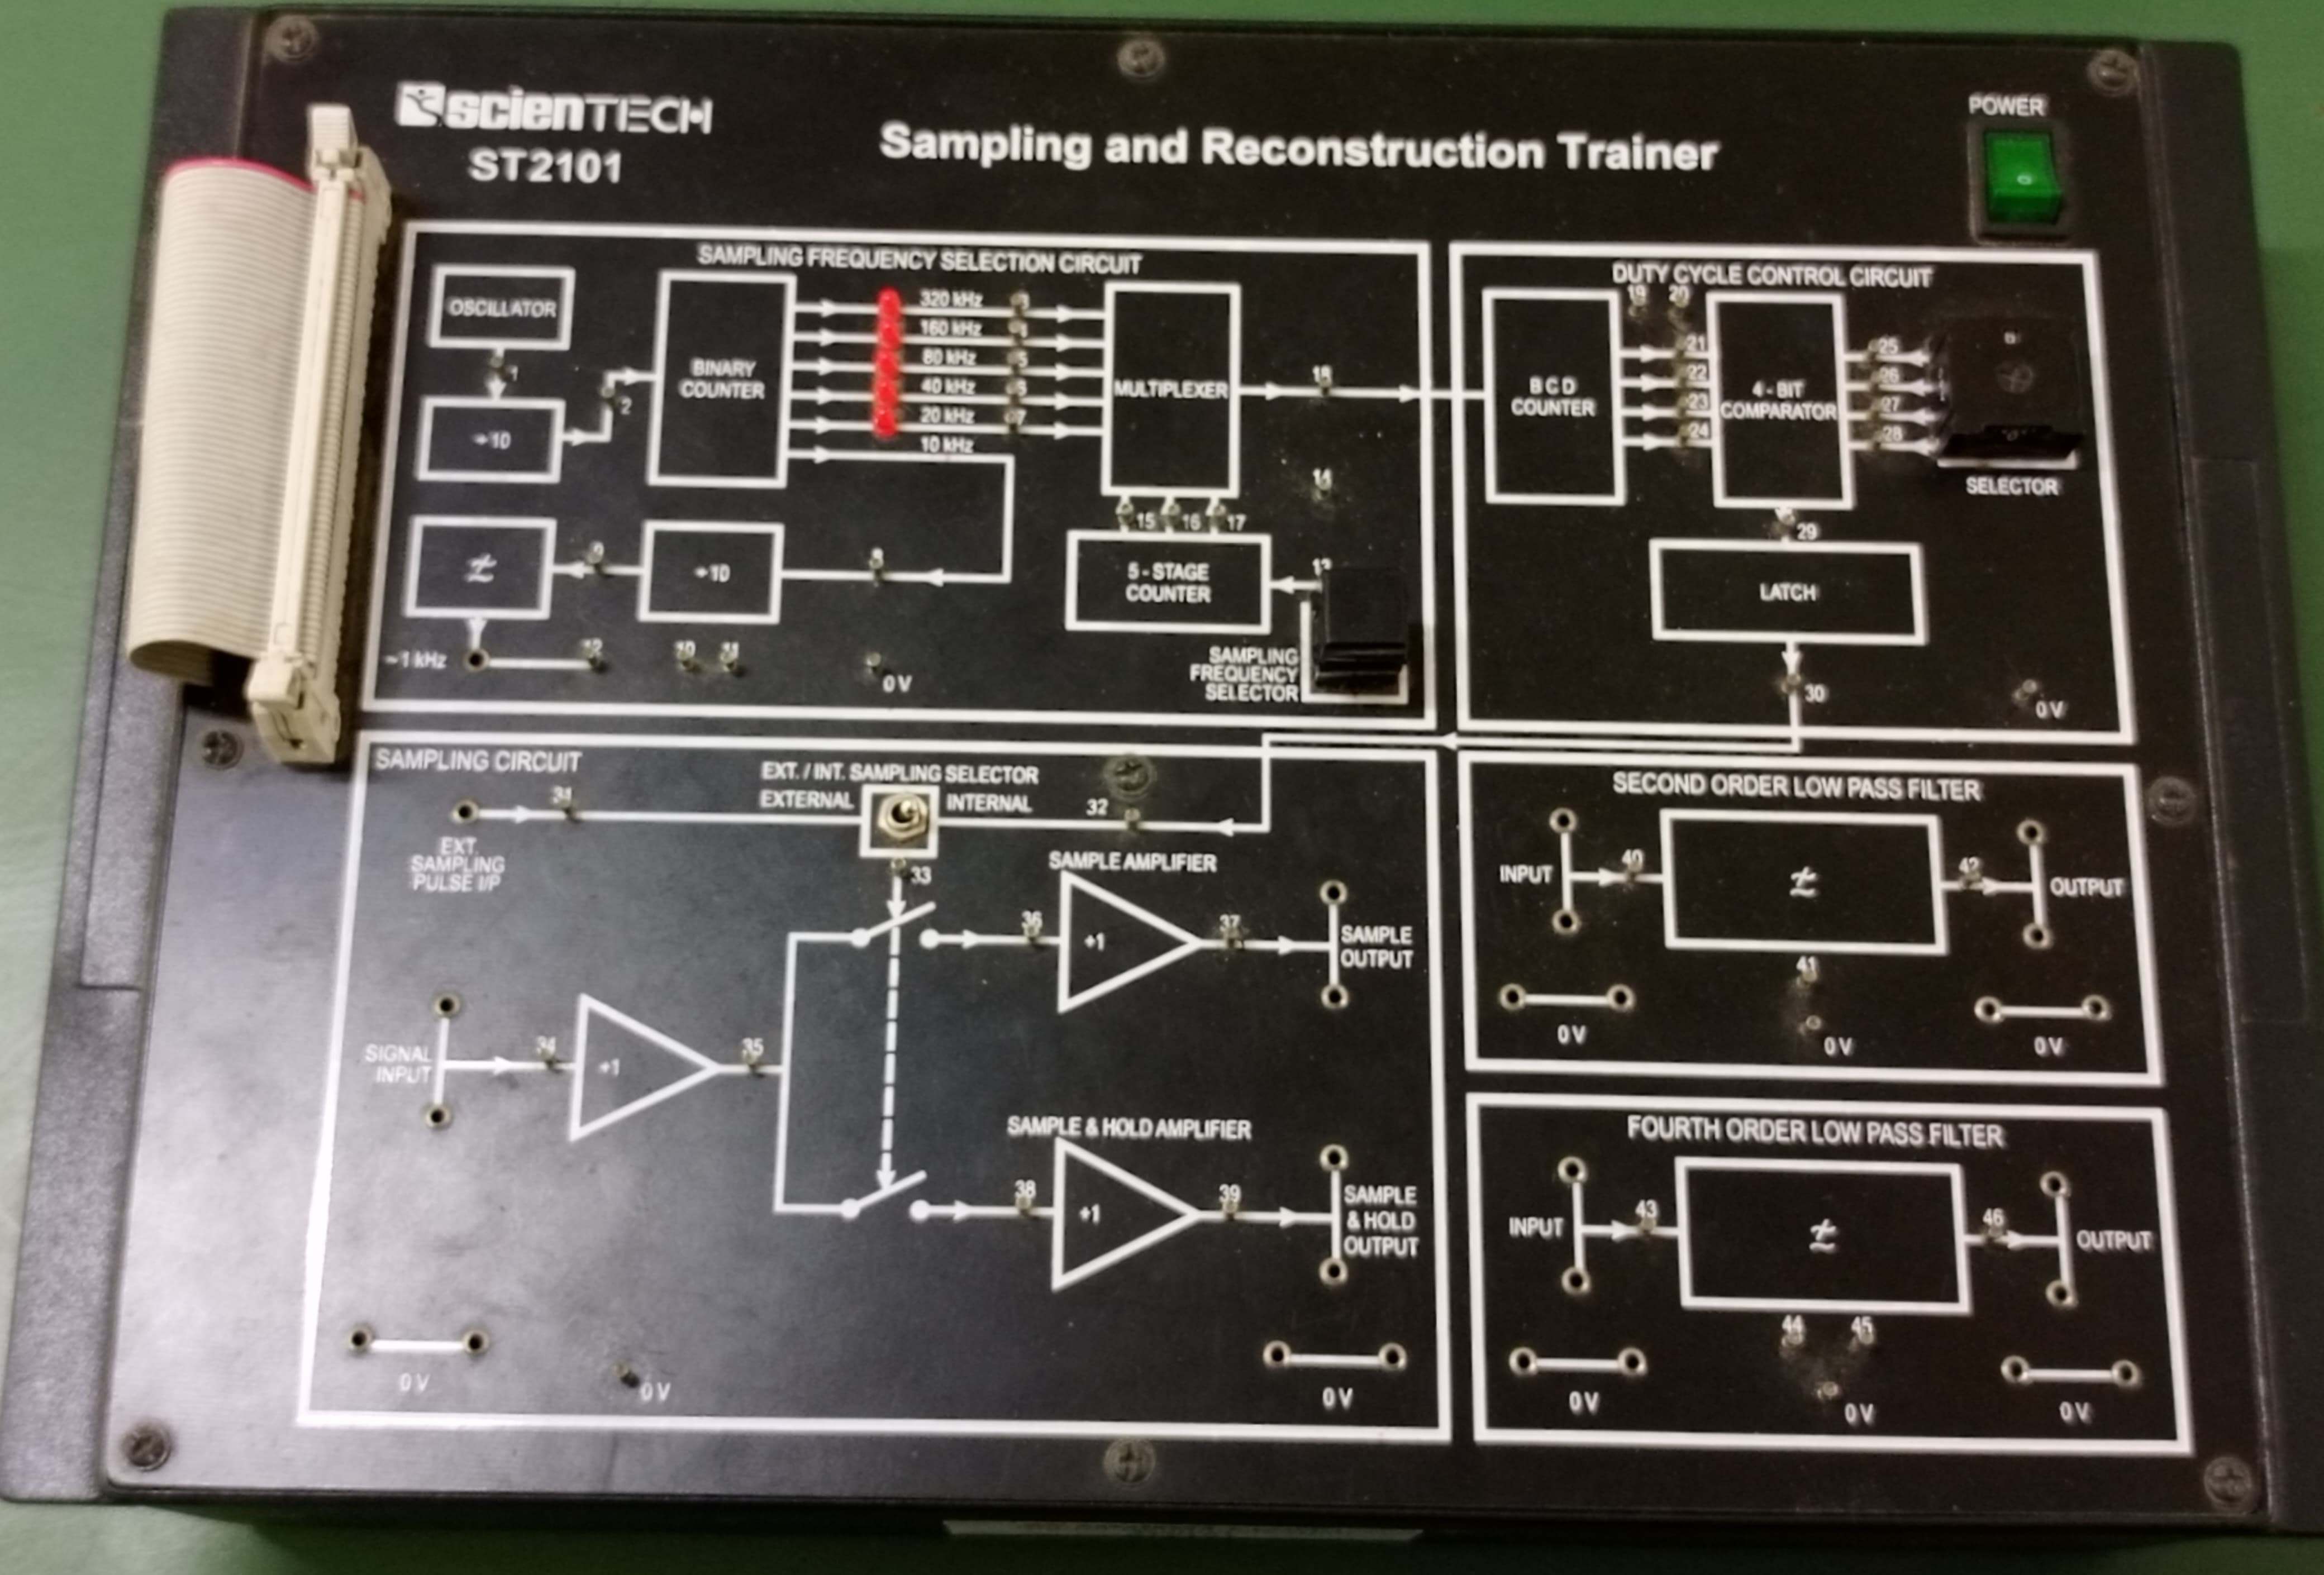 scienTECH
ST2101
Sampling and Reconstruction Trainer
POWER
SAMPLING FREQUENCY SELECTION CIRCUIT
OSCILLATOR
1
÷10
2
BINARY
COUNTER
320 kHz
160 kHz
80 kHz
40 kHz
20 kHz
10 kHz
5
6
7
MULTIPLEXER
18
14
15 16 17
5 - STAGE
COUNTER
13
SAMPLING
FREQUENCY
SELECTOR
÷10
9
~1 kHz
12
10 11
0 V
DUTY CYCLE CONTROL CIRCUIT
19 20
B C D
COUNTER
21
22
23
24
4 - BIT
COMPARATOR
25
26
27
28
SELECTOR
29
LATCH
30
0 V
SAMPLING CIRCUIT
EXT. / INT. SAMPLING SELECTOR
EXTERNAL
INTERNAL
31
32
33
EXT.
SAMPLING
PULSE I/P
SAMPLE AMPLIFIER
36
+1
37
SAMPLE
OUTPUT
SIGNAL
INPUT
34
+1
35
SAMPLE & HOLD AMPLIFIER
38
+1
39
SAMPLE
& HOLD
OUTPUT
0 V
0 V
0 V
SECOND ORDER LOW PASS FILTER
INPUT
40
42
OUTPUT
41
0 V
0 V
0 V
FOURTH ORDER LOW PASS FILTER
INPUT
43
46
OUTPUT
44 45
0 V
0 V
0 V